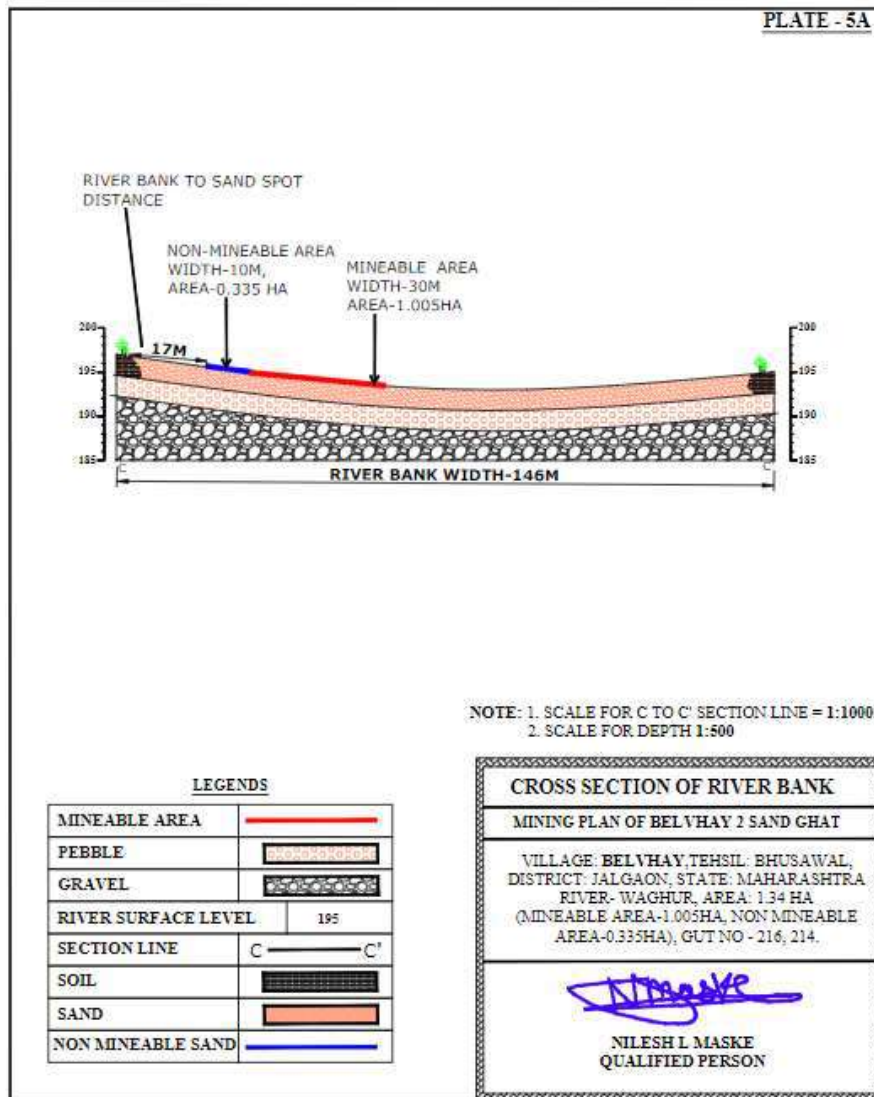 PLATE - 5A
RIVER BANK TO SAND SPOT
DISTANCE
NON-MINEABLE AREA
WIDTH-10M,
AREA-0.335 HA
MINEABLE AREA
WIDTH-30M
AREA-1.005HA
200
195
190
185
17M
200
195
190
185
C
C'
RIVER BANK WIDTH-146M
NOTE: 1. SCALE FOR C TO C' SECTION LINE = 1:1000
2. SCALE FOR DEPTH 1:500
LEGENDS
MINEABLE AREA
PEBBLE
GRAVEL
RIVER SURFACE LEVEL 195
SECTION LINE C C'
SOIL
SAND
NON MINEABLE SAND
CROSS SECTION OF RIVER BANK
MINING PLAN OF BELVHAY 2 SAND GHAT
VILLAGE: BELVHAY,TEHSIL: BHUSAWAL,
DISTRICT: JALGAON, STATE: MAHARASHTRA
RIVER- WAGHUR, AREA: 1.34 HA
(MINEABLE AREA-1.005HA, NON MINEABLE
AREA-0.335HA), GUT NO - 216, 214.
NMaske
NILESH L MASKE
QUALIFIED PERSON